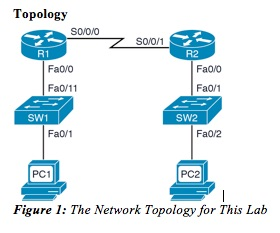 Topology
S0/0/0
S0/0/1
R1
R2
Fa0/0
Fa0/0
Fa0/11
Fa0/1
SW1
SW2
Fa0/1
Fa0/2
PC1
PC2
Figure 1: The Network Topology for This Lab